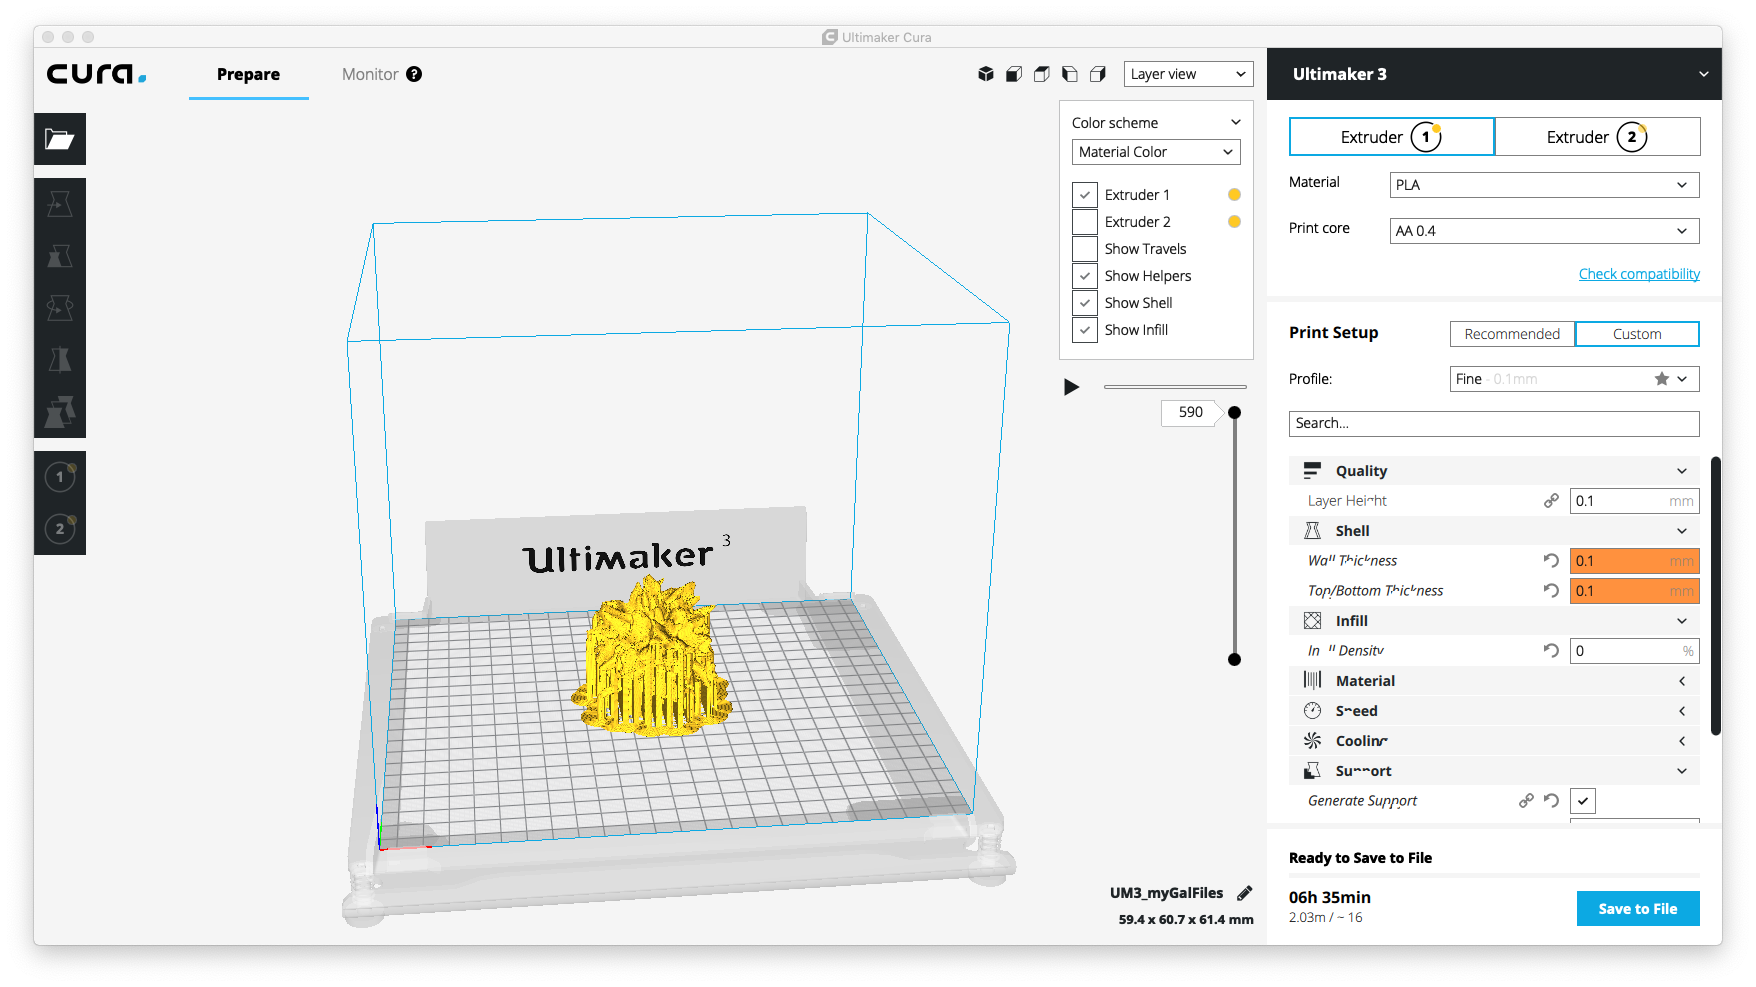 Ultimaker Cura
cura.
Prepare
Monitor ?
Layer view
Ultimaker 3
Color scheme
Material Color
Extruder 1
Extruder 2
Show Travels
Show Helpers
Show Shell
Show Infill
590
Ultimaker 3
1
2
UM3_myGalFiles
59.4 x 60.7 x 61.4 mm
Extruder 1
Extruder 2
Material
PLA
Print core
AA 0.4
Check compatibility
Print Setup
Recommended
Custom
Profile:
Fine - 0.1mm
Search...
Quality
Layer Height
0.1 mm
Shell
Wall Thickness
0.1 mm
Top/Bottom Thickness
0.1 mm
Infill
Density
0 %
Material
Speed
Cooling
Support
Generate Support
Ready to Save to File
06h 35min
2.03m / ~ 16
Save to File